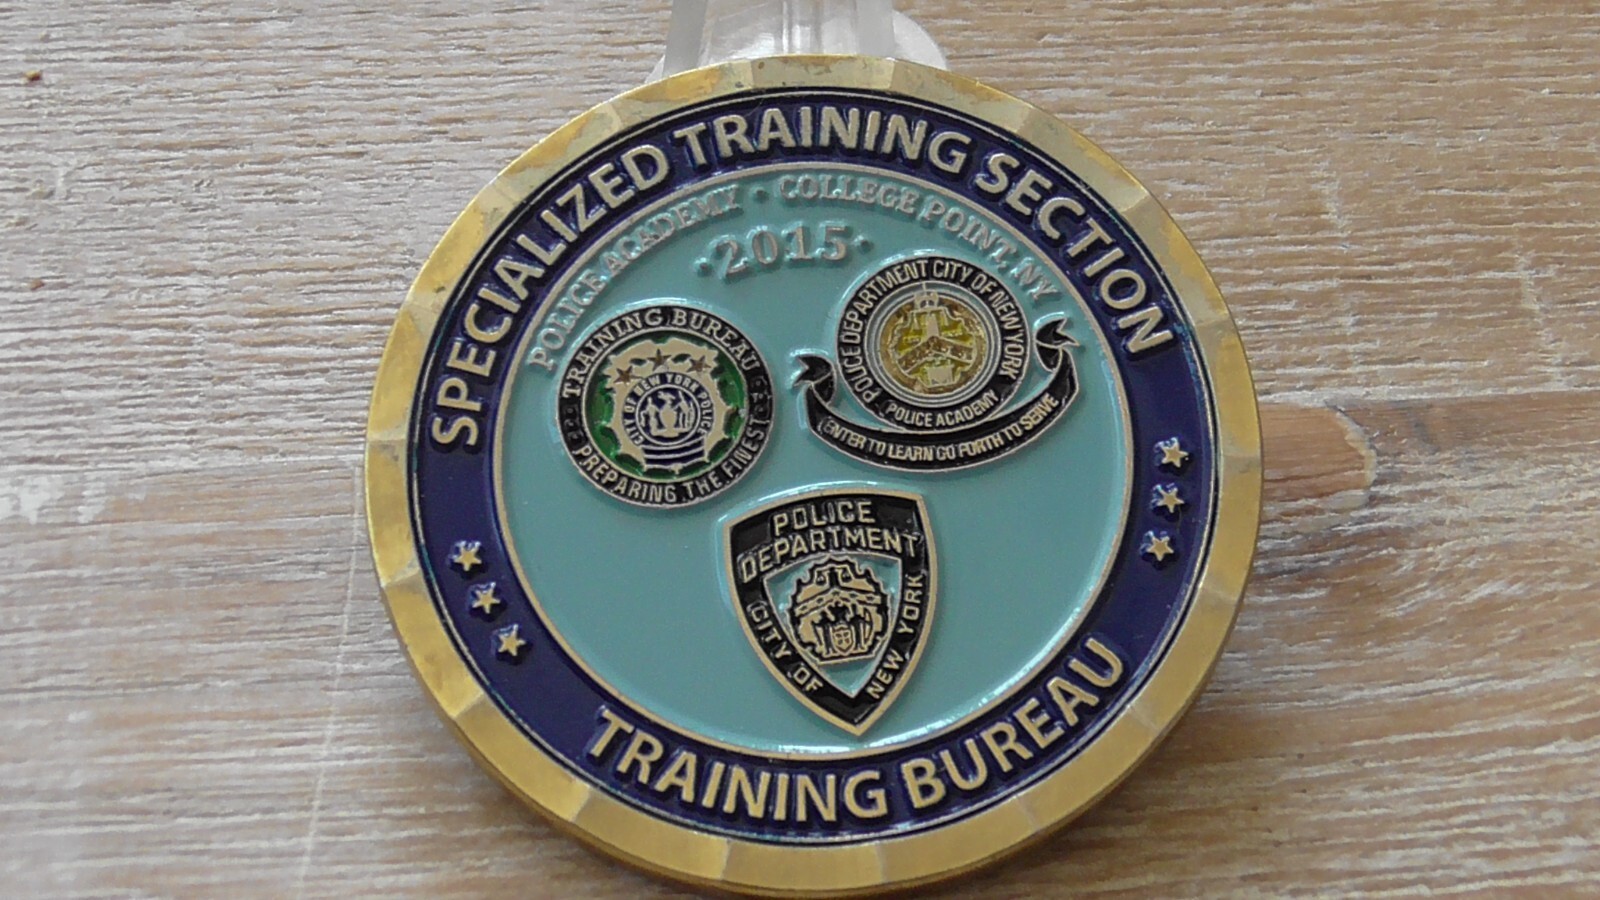 SPECIALIZED TRAINING SECTION
POLICE ACADEMY · COLLEGE POINT, NY
·2015·
TRAINING BUREAU
CITY OF NEW YORK POLICE
PREPARING THE FINEST
POLICE DEPARTMENT CITY OF NEW YORK
POLICE ACADEMY
ENTER TO LEARN GO FORTH TO SERVE
POLICE
DEPARTMENT
CITY OF
NEW YORK
TRAINING BUREAU